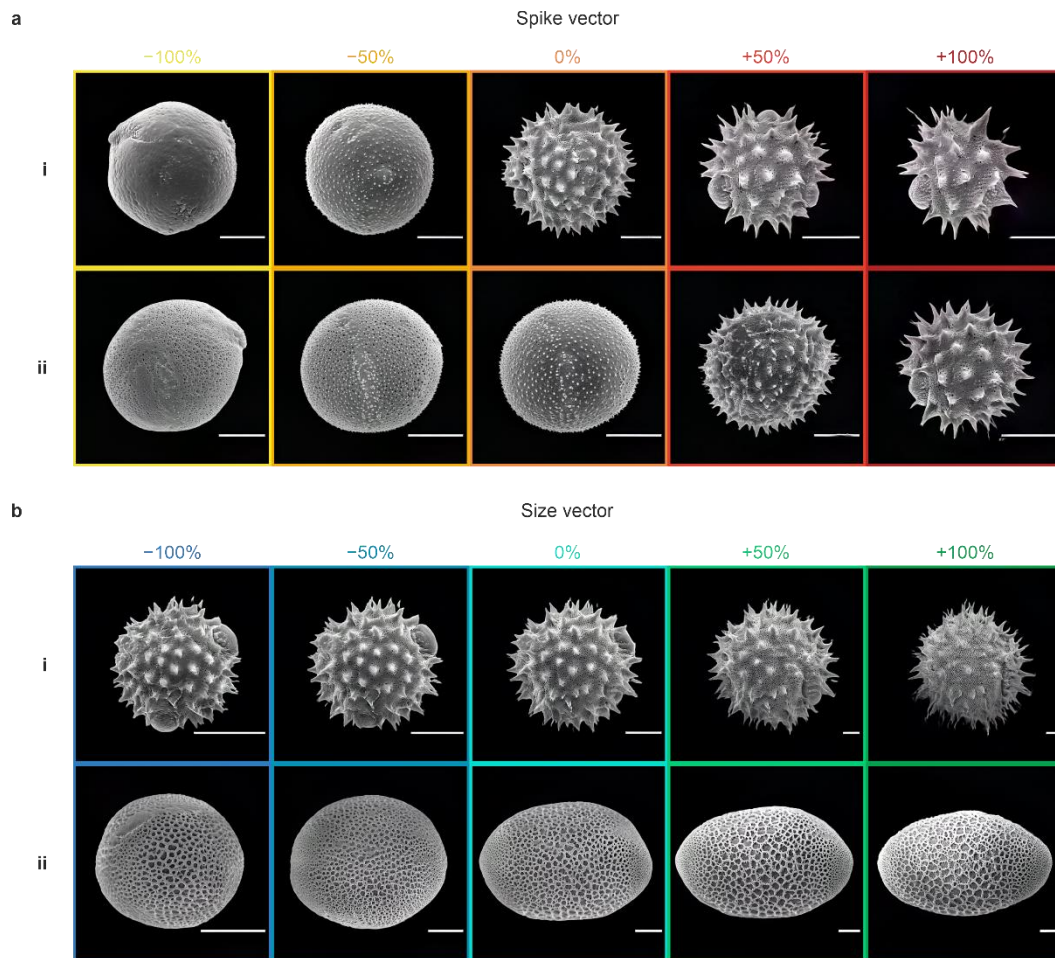 a
Spike vector
−100% −50% 0% +50% +100%
i
ii
b
Size vector
−100% −50% 0% +50% +100%
i
ii